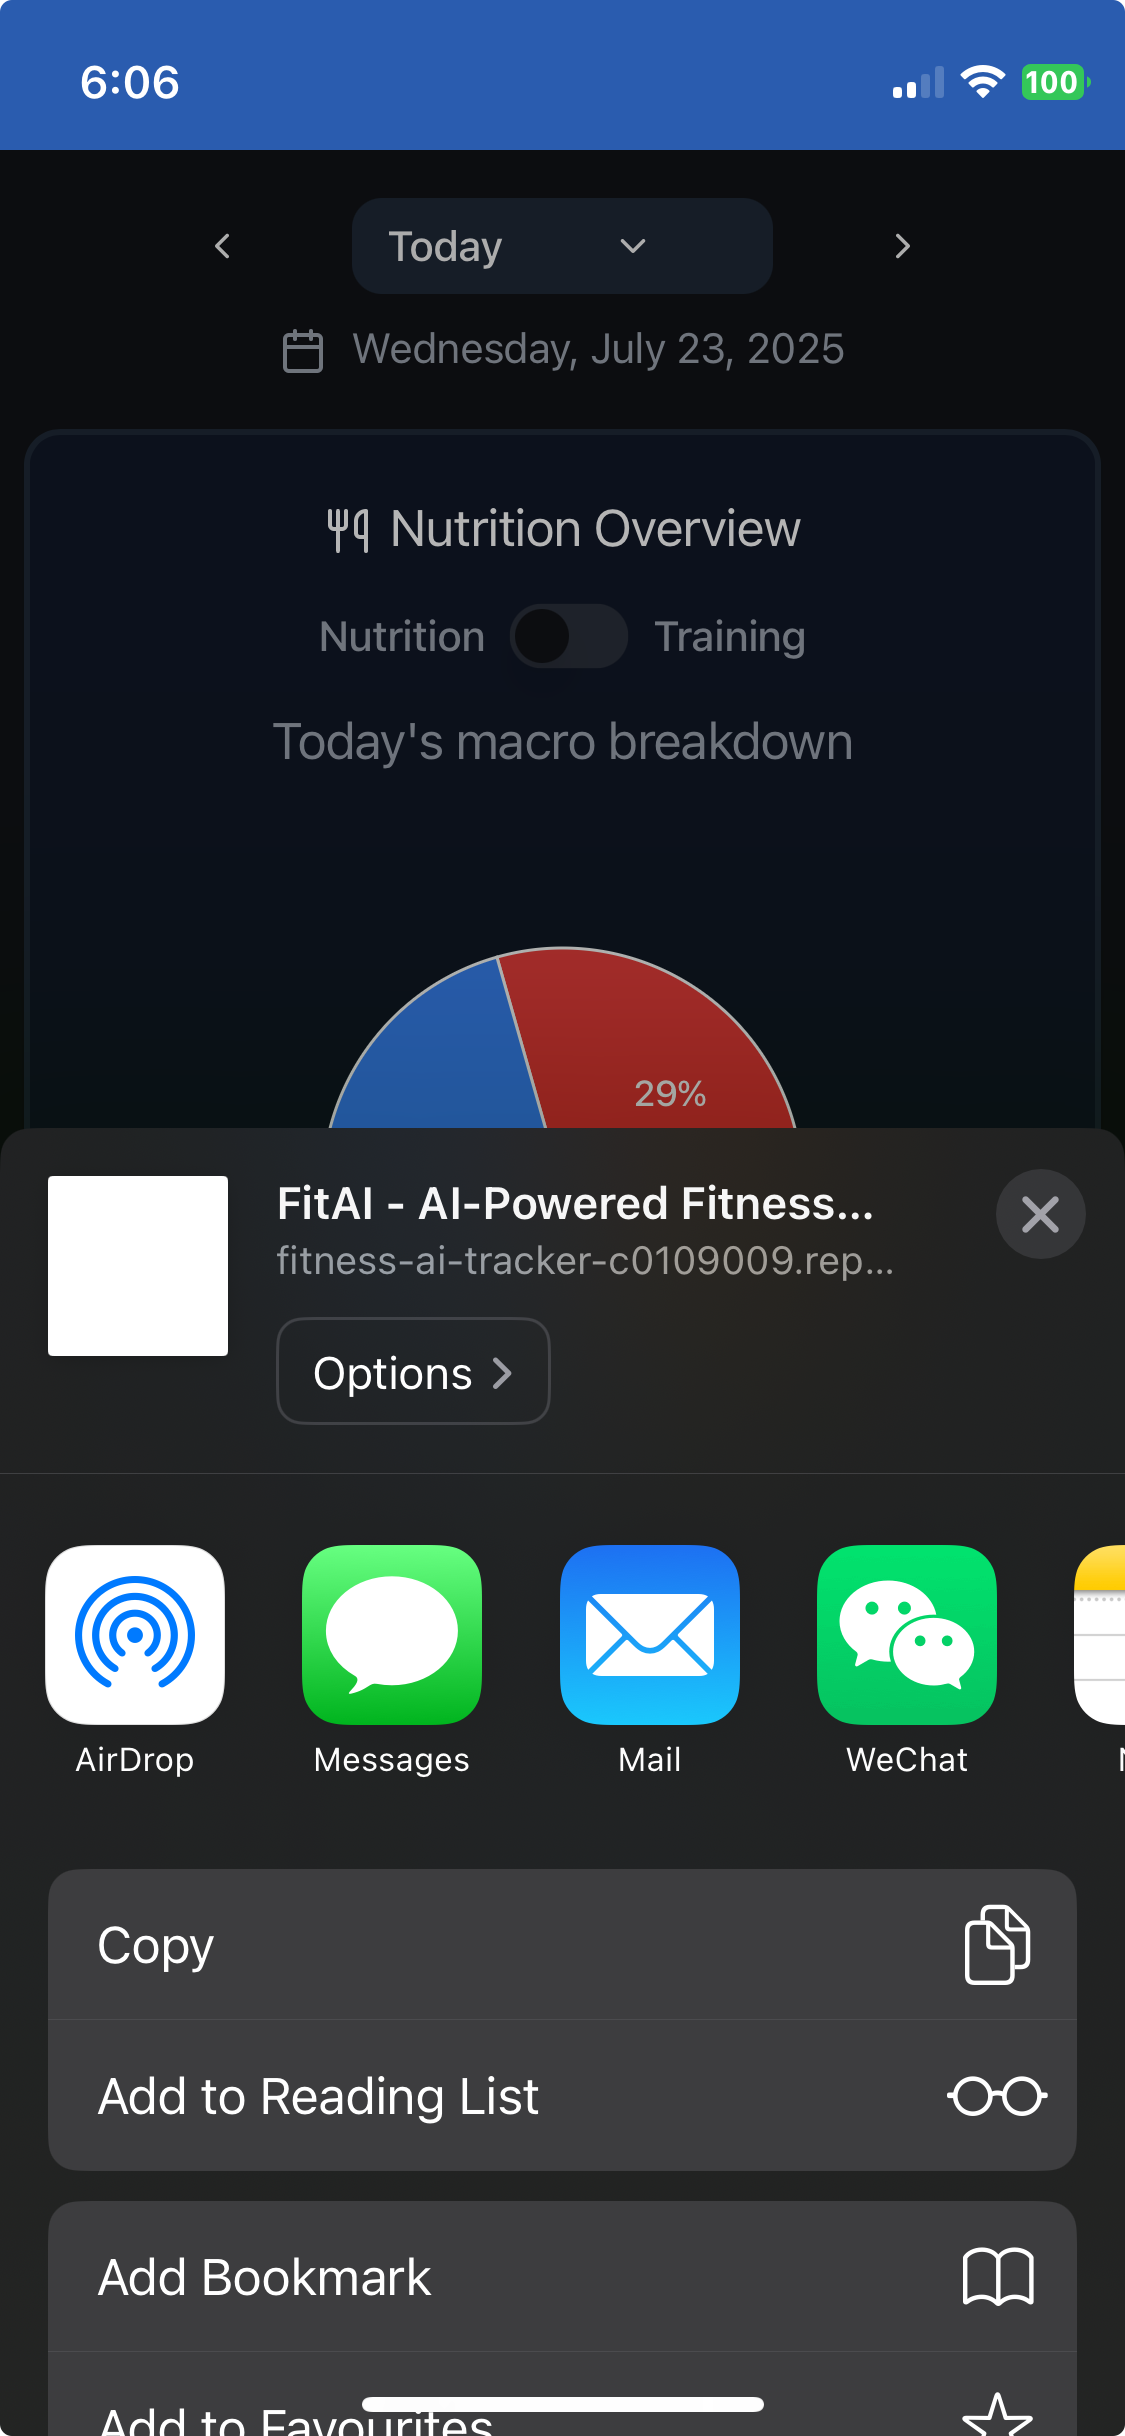 6:06
100
Today
Wednesday, July 23, 2025
Nutrition Overview
Nutrition Training
Today's macro breakdown
29%
FitAI - AI-Powered Fitness...
fitness-ai-tracker-c0109009.rep...
Options
AirDrop Messages Mail WeChat
Copy
Add to Reading List
Add Bookmark
Add to Favourites